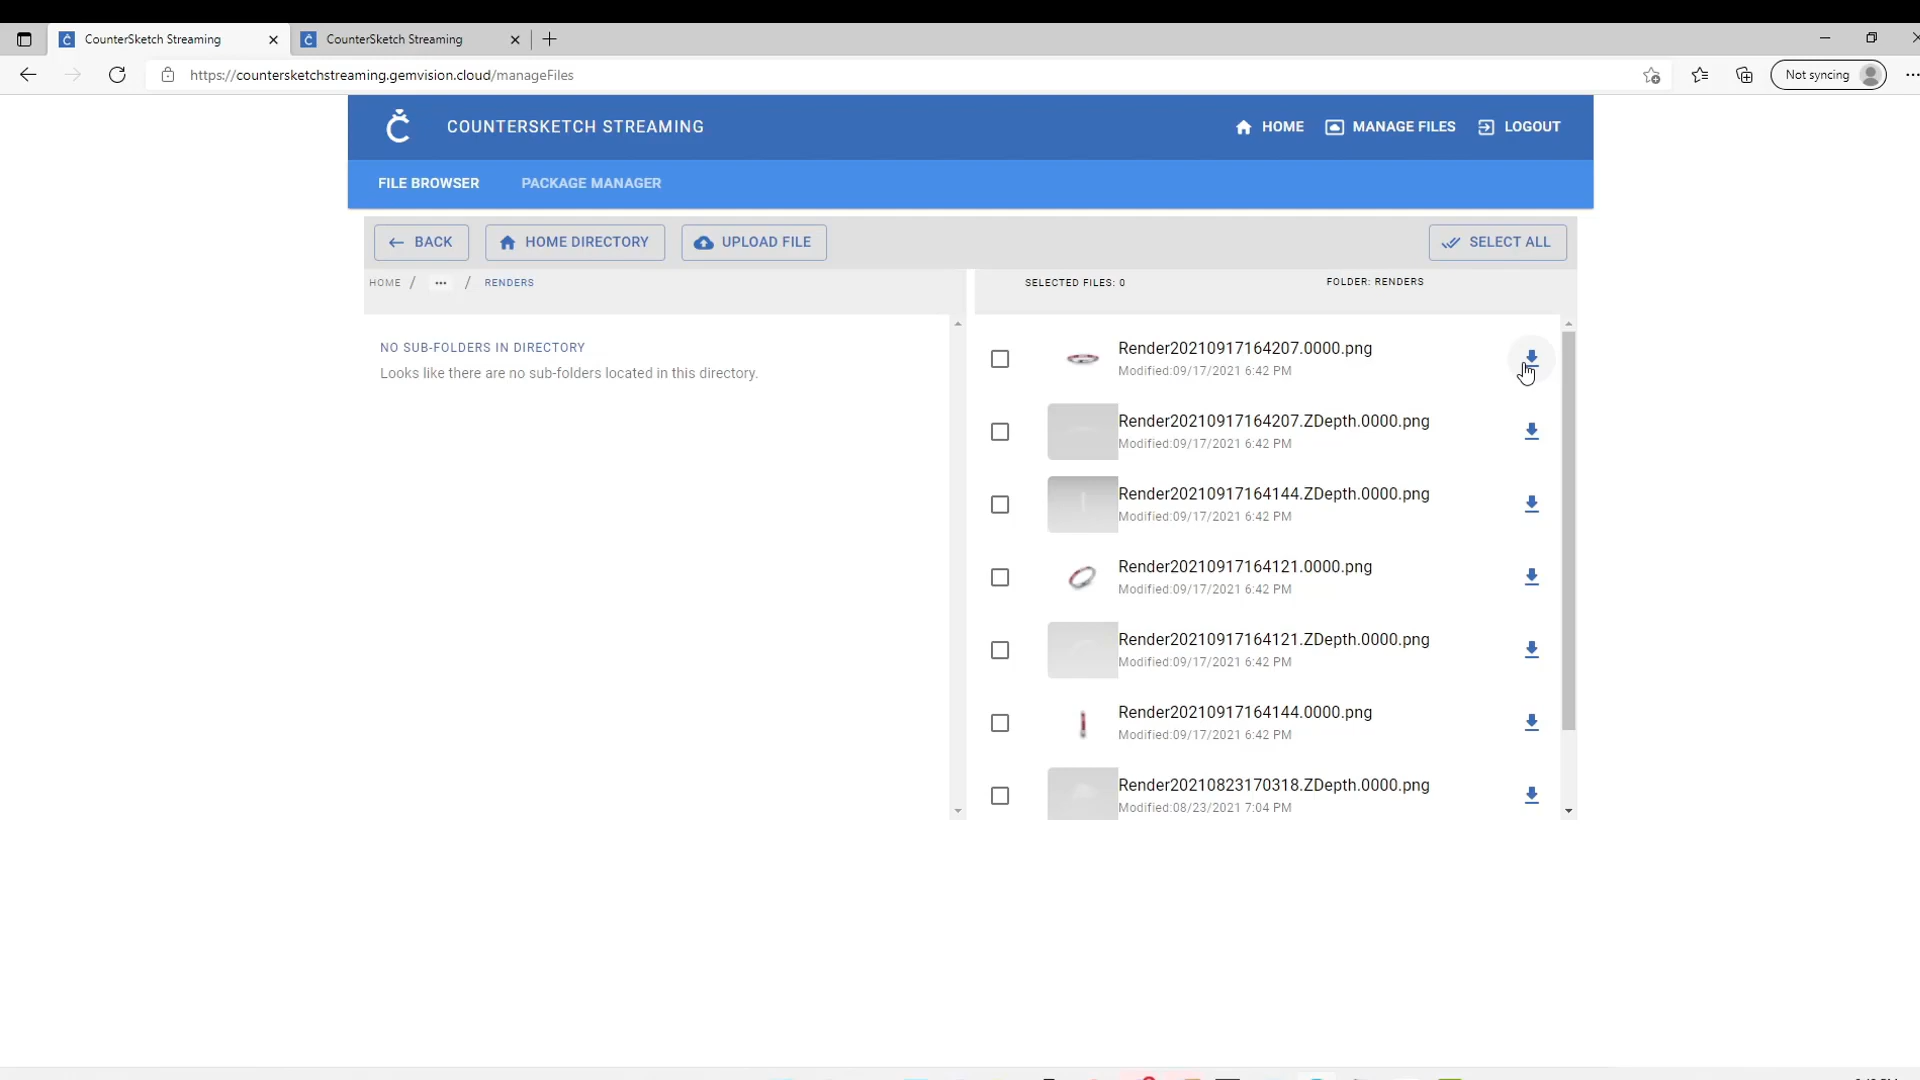 CounterSketch Streaming
CounterSketch Streaming
https://countersketchstreaming.gemvision.cloud/manageFiles
Not syncing
COUNTERSKETCH STREAMING
HOME
MANAGE FILES
LOGOUT
FILE BROWSER
PACKAGE MANAGER
BACK
HOME DIRECTORY
UPLOAD FILE
SELECT ALL
HOME / ... / RENDERS
SELECTED FILES: 0
FOLDER: RENDERS
NO SUB-FOLDERS IN DIRECTORY
Looks like there are no sub-folders located in this directory.
Render20210917164207.0000.png
Modified:09/17/2021 6:42 PM
Render20210917164207.ZDepth.0000.png
Modified:09/17/2021 6:42 PM
Render20210917164144.ZDepth.0000.png
Modified:09/17/2021 6:42 PM
Render20210917164121.0000.png
Modified:09/17/2021 6:42 PM
Render20210917164121.ZDepth.0000.png
Modified:09/17/2021 6:42 PM
Render20210917164144.0000.png
Modified:09/17/2021 6:42 PM
Render20210823170318.ZDepth.0000.png
Modified:08/23/2021 7:04 PM